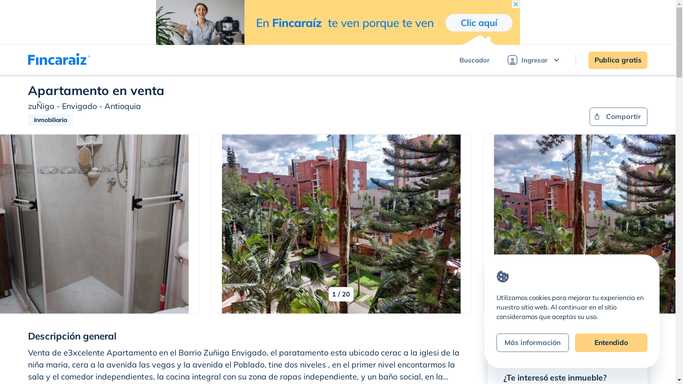 En Fincaraíz te ven porque te ven
Clic aquí
Fincaraiz
Buscador
Ingresar
Publica gratis
Apartamento en venta
zuÑiga - Envigado - Antioquia
Inmobiliaria
Compartir
1 / 20
Utilizamos cookies para mejorar tu experiencia en
nuestro sitio web. Al continuar en el sitio
consideramos que aceptas su uso.
Más información
Entendido
Descripción general
Venta de e3xcelente Apartamento en el Barrio Zuñiga Envigado, el paratamento esta ubicado cerac a la iglesi de la
niña maria, cera a la avenida las vegas y la avenida el Poblado, tine dos niveles , en el primer nivel encontarmos la
sala y el comedor independientes, la cocina integral con su zona de ropas independiente, y un baño social, en la...
¿Te interesó este inmueble?